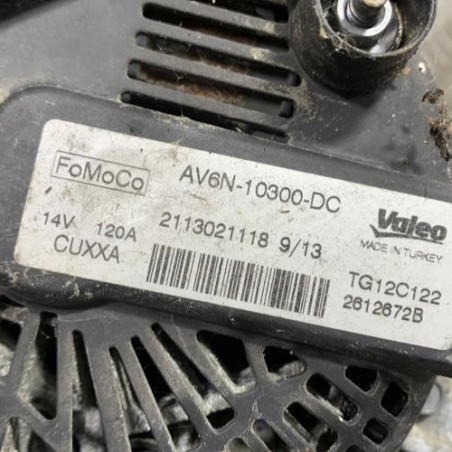 FoMoCo
AV6N-10300-DC
Valeo
MADE IN TURKEY
14V 120A
2113021118 9/13
CUXXA
TG12C122
2612672B